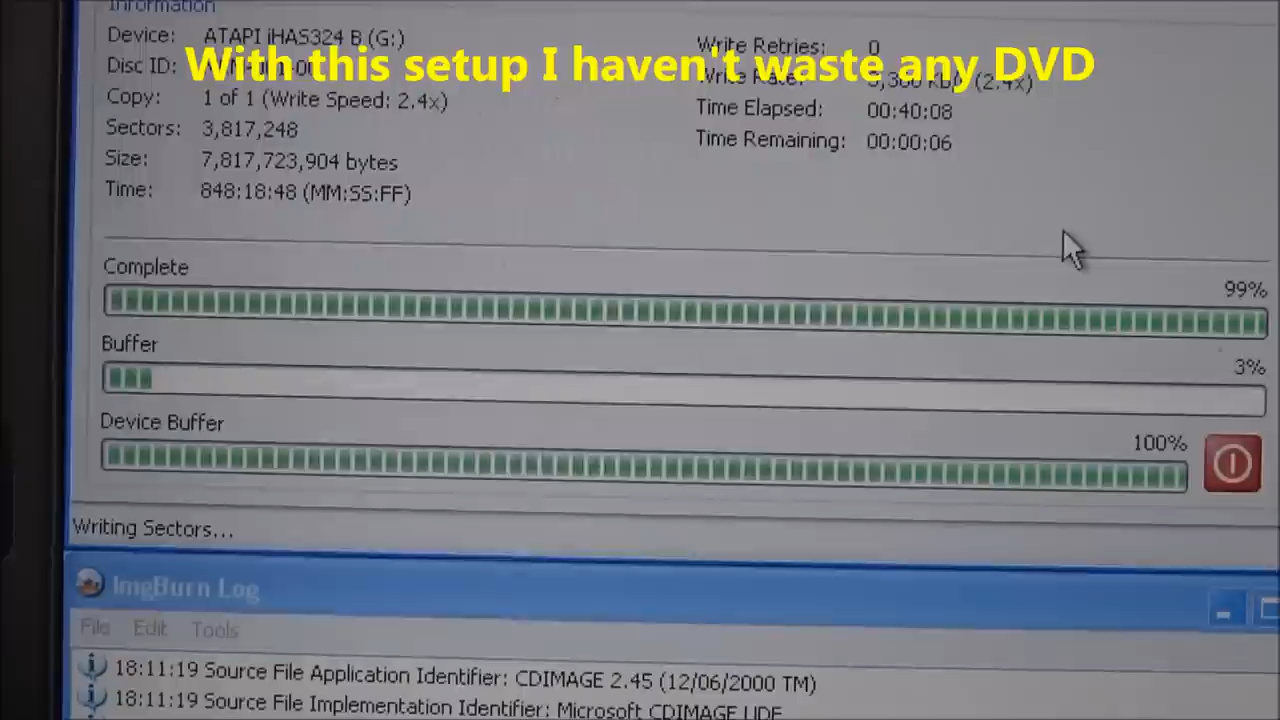 Information
Device: ATAPI iHAS324 B (G:)
With this setup I haven't waste any DVD
Disc ID:
Copy: 1 of 1 (Write Speed: 2.4x)
Sectors: 3,817,248
Size: 7,817,723,904 bytes
Time: 848:18:48 (MM:SS:FF)
Write Retries: 0
Write Rate: (2.4x)
Time Elapsed: 00:40:08
Time Remaining: 00:00:06
Complete
99%
Buffer
3%
Device Buffer
100%
Writing Sectors...
ImgBurn Log
File Edit Tools
18:11:19 Source File Application Identifier: CDIMAGE 2.45 (12/06/2000 TM)
18:11:19 Source File Implementation Identifier: Microsoft CDIMAGE UDF